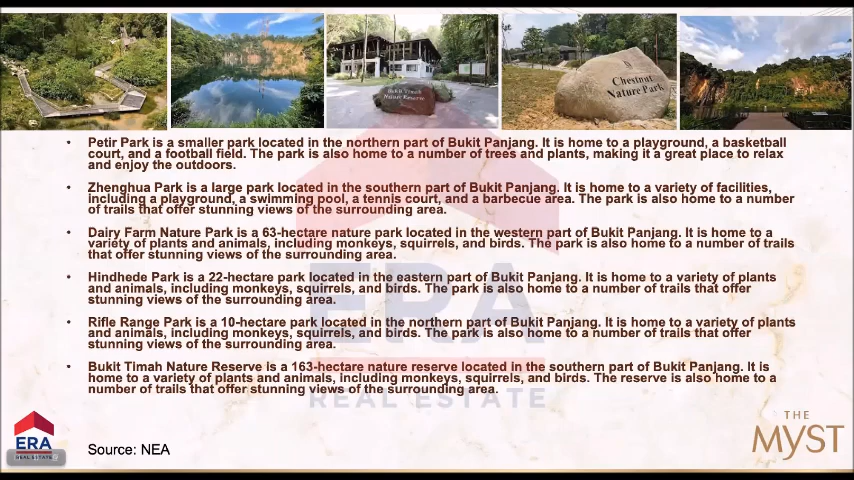 Bukit Timah
Nature Reserve
Chestnut
Nature Park
• Petir Park is a smaller park located in the northern part of Bukit Panjang. It is home to a playground, a basketball
court, and a football field. The park is also home to a number of trees and plants, making it a great place to relax
and enjoy the outdoors.
• Zhenghua Park is a large park located in the southern part of Bukit Panjang. It is home to a variety of facilities,
including a playground, a swimming pool, a tennis court, and a barbecue area. The park is also home to a number
of trails that offer stunning views of the surrounding area.
• Dairy Farm Nature Park is a 63-hectare nature park located in the western part of Bukit Panjang. It is home to a
variety of plants and animals, including monkeys, squirrels, and birds. The park is also home to a number of trails
that offer stunning views of the surrounding area.
• Hindhede Park is a 22-hectare park located in the eastern part of Bukit Panjang. It is home to a variety of plants
and animals, including monkeys, squirrels, and birds. The park is also home to a number of trails that offer
stunning views of the surrounding area.
• Rifle Range Park is a 10-hectare park located in the northern part of Bukit Panjang. It is home to a variety of plants
and animals, including monkeys, squirrels, and birds. The park is also home to a number of trails that offer
stunning views of the surrounding area.
• Bukit Timah Nature Reserve is a 163-hectare nature reserve located in the southern part of Bukit Panjang. It is
home to a variety of plants and animals, including monkeys, squirrels, and birds. The reserve is also home to a
number of trails that offer stunning views of the surrounding area.
ERA
REAL ESTATE
ERA
REAL ESTATE
Source: NEA
THE
MYST